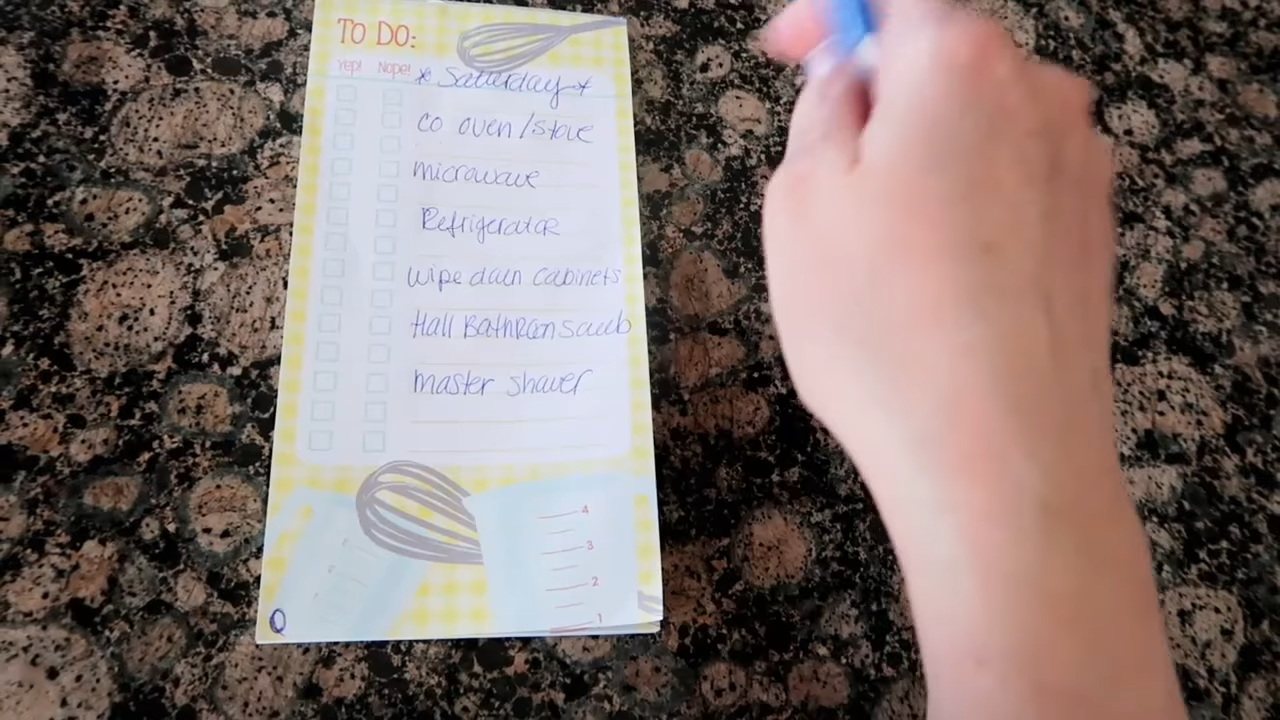 TO DO:
Yep! Nope!
* Satturday *
co oven/stove
microwave
Refrigerator
wipe down cabinets
Hall BathRoom scrub
master shower
4
3
2
1